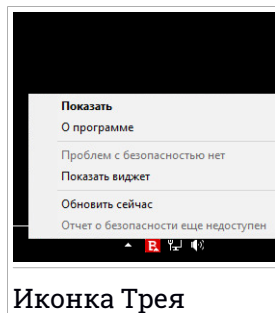 Показать
О программе
Проблем с безопасностью нет
Показать виджет
Обновить сейчас
Отчет о безопасности еще недоступен
B
Иконка Трея